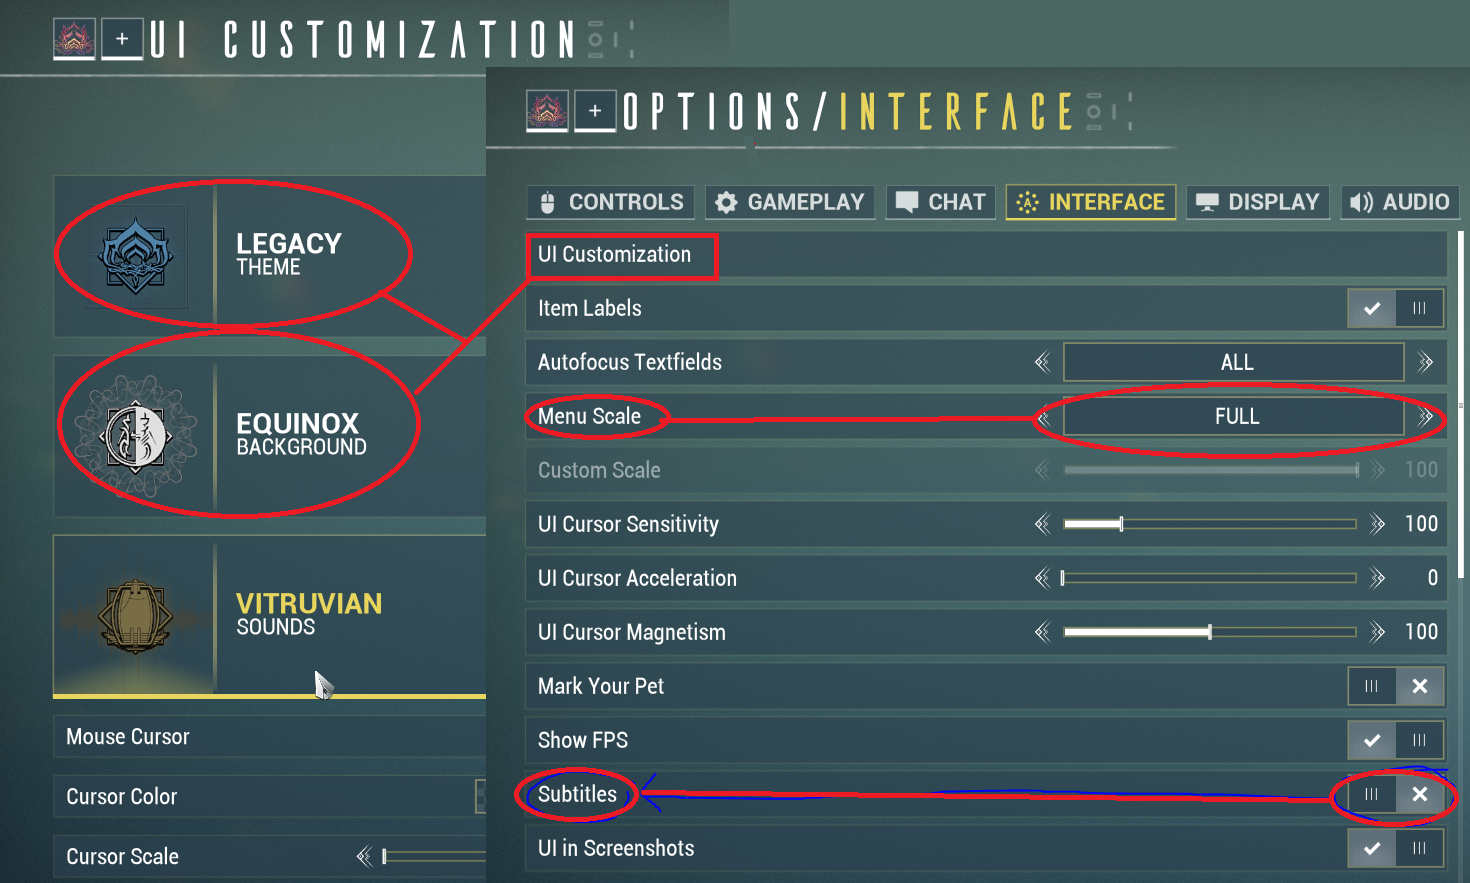 UI CUSTOMIZATION
LEGACY
THEME
EQUINOX
BACKGROUND
VITRUVIAN
SOUNDS
Mouse Cursor
Cursor Color
Cursor Scale
OPTIONS/INTERFACE
CONTROLS GAMEPLAY CHAT INTERFACE DISPLAY AUDIO
UI Customization
Item Labels
Autofocus Textfields ALL
Menu Scale FULL
Custom Scale 100
UI Cursor Sensitivity 100
UI Cursor Acceleration 0
UI Cursor Magnetism 100
Mark Your Pet
Show FPS
Subtitles
UI in Screenshots